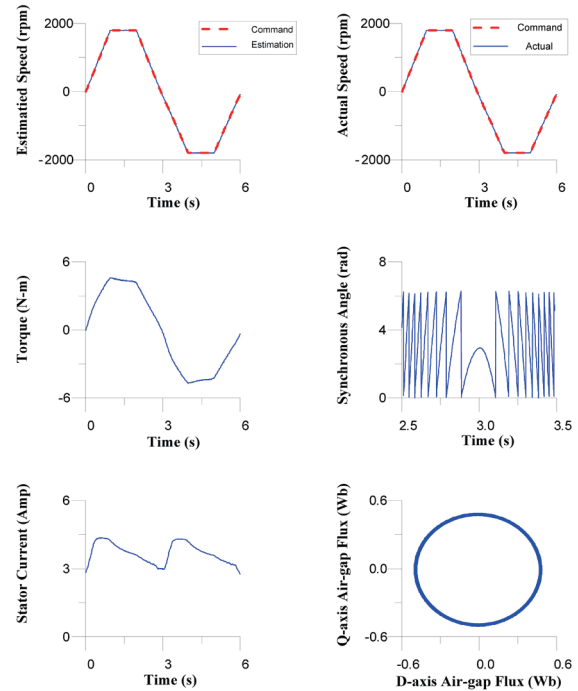 Estimatied Speed (rpm)
2000
0
-2000
0
3
6
Time (s)
Command
Estimation
Actual Speed (rpm)
2000
0
-2000
0
3
6
Time (s)
Command
Actual
Torque (N-m)
6
0
-6
0
3
6
Time (s)
Synchronous Angle (rad)
8
4
0
2.5
3.0
3.5
Time (s)
Stator Current (Amp)
6
3
0
0
3
6
Time (s)
Q-axis Air-gap Flux (Wb)
0.6
0.0
-0.6
-0.6
0.0
0.6
D-axis Air-gap Flux (Wb)